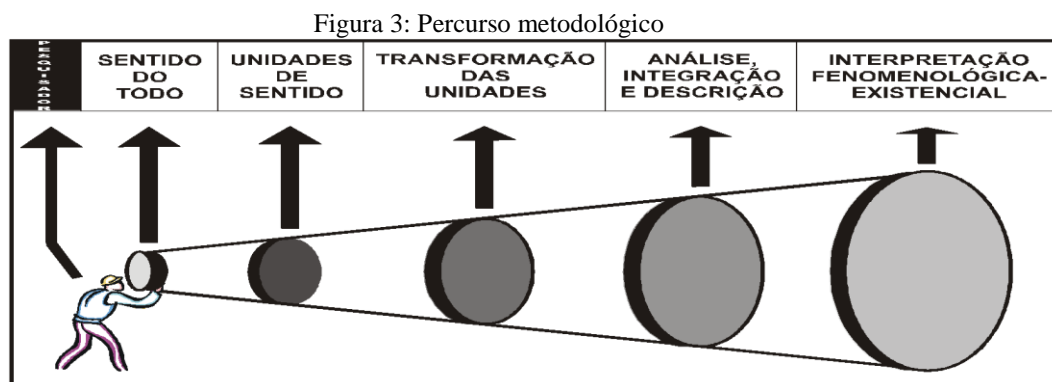 Figura 3: Percurso metodológico
PESQUISADOR
SENTIDO
DO
TODO
UNIDADES
DE
SENTIDO
TRANSFORMAÇÃO
DAS
UNIDADES
ANÁLISE,
INTEGRAÇÃO
E DESCRIÇÃO
INTERPRETAÇÃO
FENOMENOLÓGICA-
EXISTENCIAL